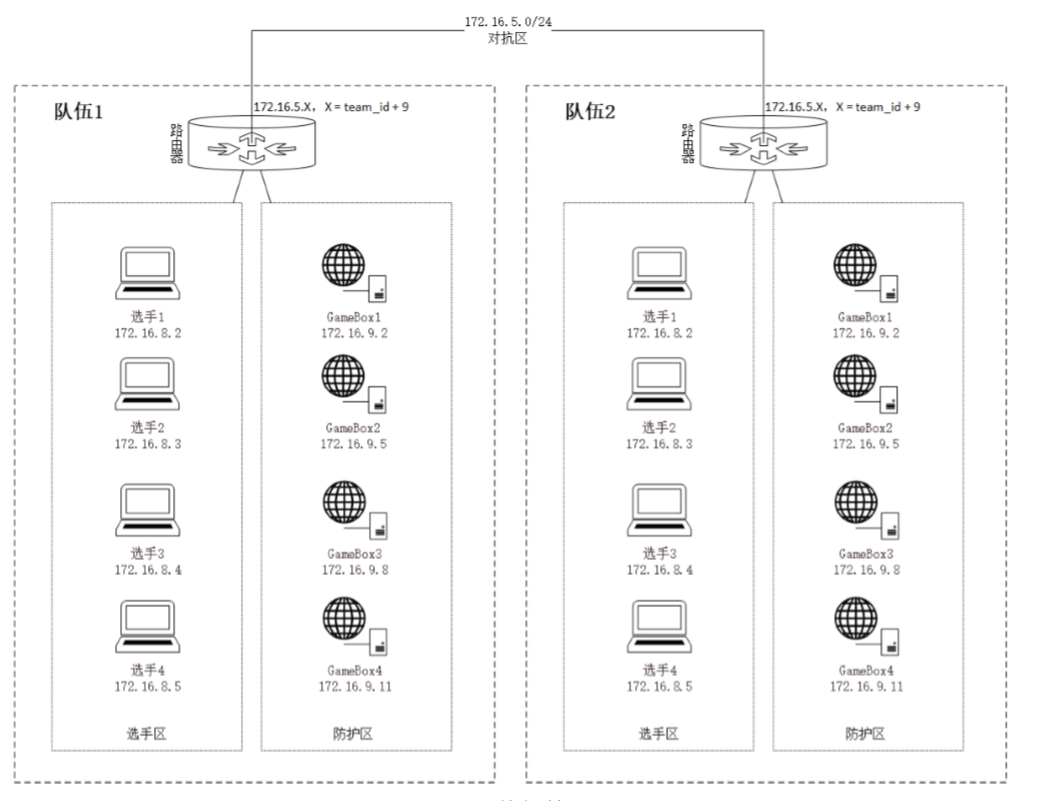 172.16.5.0/24
对抗区
队伍1
172.16.5.X, X = team_id + 9
路由器
选手1
172.16.8.2
选手2
172.16.8.3
选手3
172.16.8.4
选手4
172.16.8.5
选手区
GameBox1
172.16.9.2
GameBox2
172.16.9.5
GameBox3
172.16.9.8
GameBox4
172.16.9.11
防护区
队伍2
172.16.5.X, X = team_id + 9
路由器
选手1
172.16.8.2
选手2
172.16.8.3
选手3
172.16.8.4
选手4
172.16.8.5
选手区
GameBox1
172.16.9.2
GameBox2
172.16.9.5
GameBox3
172.16.9.8
GameBox4
172.16.9.11
防护区